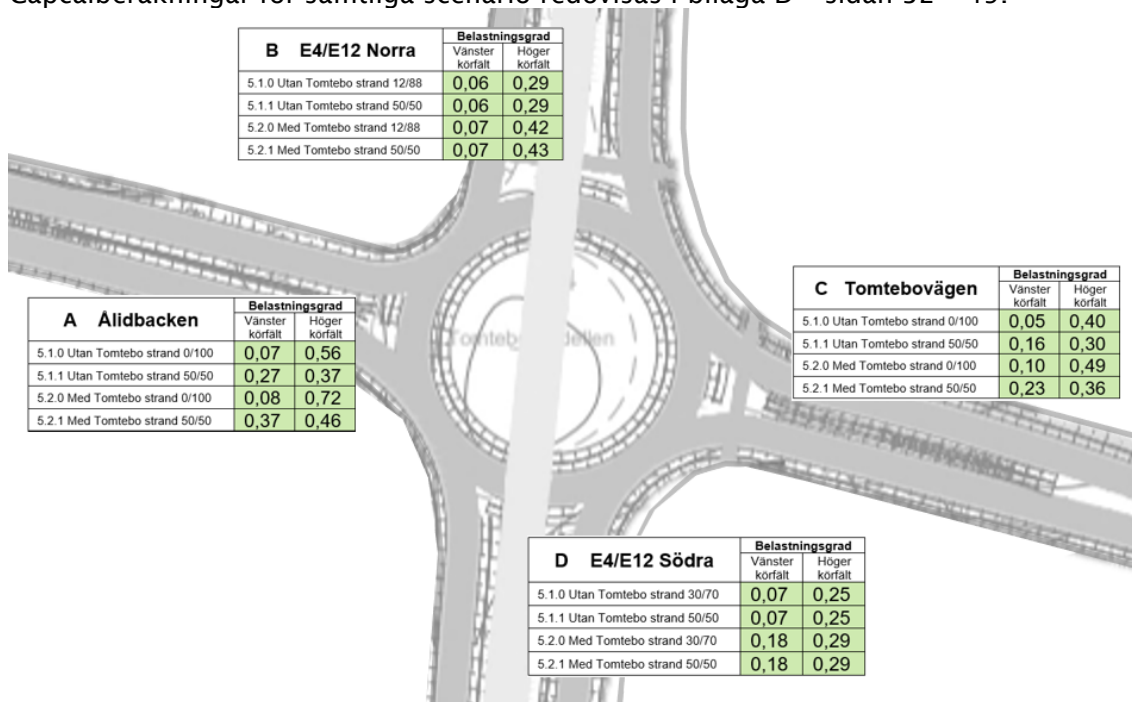 Capcalberäkningar för samtliga scenario redovisas i bilaga D – sidan 32 – 45.
B E4/E12 Norra Belastningsgrad
Vänster körfält Höger körfält
5.1.0 Utan Tomtebo strand 12/88 0,06 0,29
5.1.1 Utan Tomtebo strand 50/50 0,06 0,29
5.2.0 Med Tomtebo strand 12/88 0,07 0,42
5.2.1 Med Tomtebo strand 50/50 0,07 0,43
C Tomtebovägen Belastningsgrad
Vänster körfält Höger körfält
5.1.0 Utan Tomtebo strand 0/100 0,05 0,40
5.1.1 Utan Tomtebo strand 50/50 0,16 0,30
5.2.0 Med Tomtebo strand 0/100 0,10 0,49
5.2.1 Med Tomtebo strand 50/50 0,23 0,36
A Ålidbacken Belastningsgrad
Vänster körfält Höger körfält
5.1.0 Utan Tomtebo strand 0/100 0,07 0,56
5.1.1 Utan Tomtebo strand 50/50 0,27 0,37
5.2.0 Med Tomtebo strand 0/100 0,08 0,72
5.2.1 Med Tomtebo strand 50/50 0,37 0,46
D E4/E12 Södra Belastningsgrad
Vänster körfält Höger körfält
5.1.0 Utan Tomtebo strand 30/70 0,07 0,25
5.1.1 Utan Tomtebo strand 50/50 0,07 0,25
5.2.0 Med Tomtebo strand 30/70 0,18 0,29
5.2.1 Med Tomtebo strand 50/50 0,18 0,29